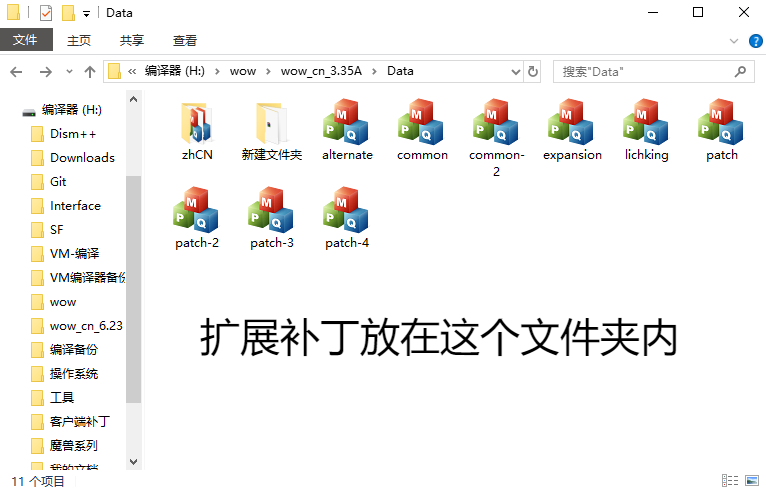 Data
文件 主页 共享 查看
« 编译器 (H:) › wow › wow_cn_3.35A › Data
搜索"Data"
编译器 (H:)
Dism++
Downloads
Git
Interface
SF
VM-编译
VM编译器备份
wow
wow_cn_6.23
编译备份
操作系统
工具
客户端补丁
魔兽系列
我的文档
zhCN
新建文件夹
alternate
common
common-
2
expansion
lichking
patch
patch-2
patch-3
patch-4
扩展补丁放在这个文件夹内
11 个项目